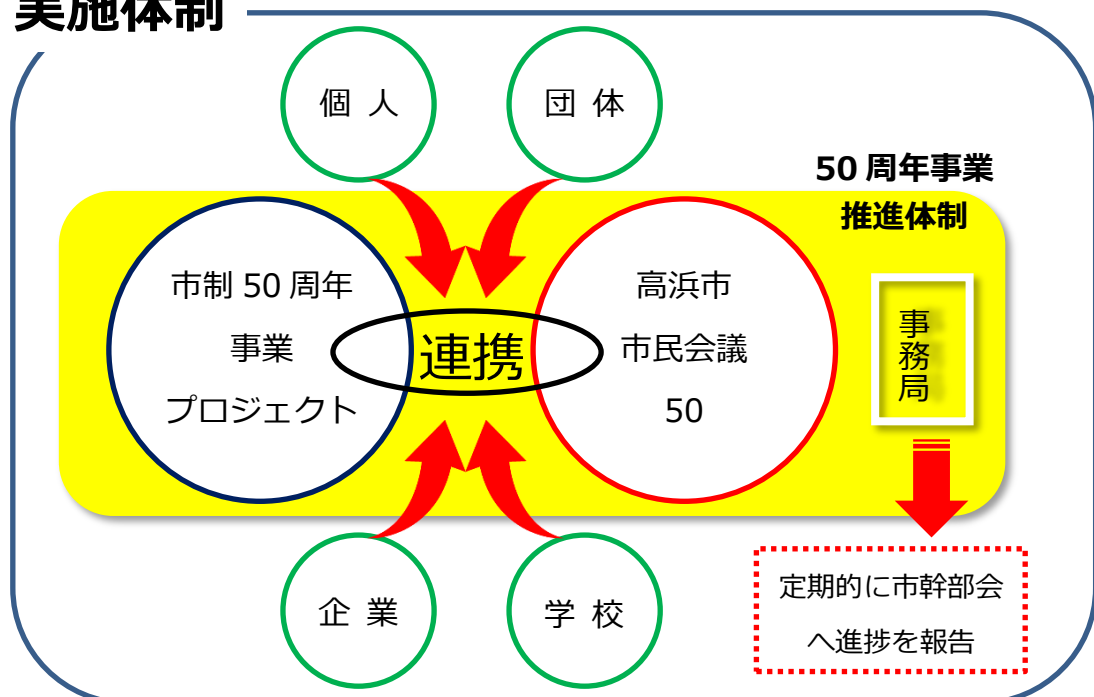 実施体制
個 人
団 体
50 周年事業
推進体制
市制 50 周年
事業
プロジェクト
連携
高浜市
市民会議
50
事務局
企 業
学 校
定期的に市幹部会
へ進捗を報告